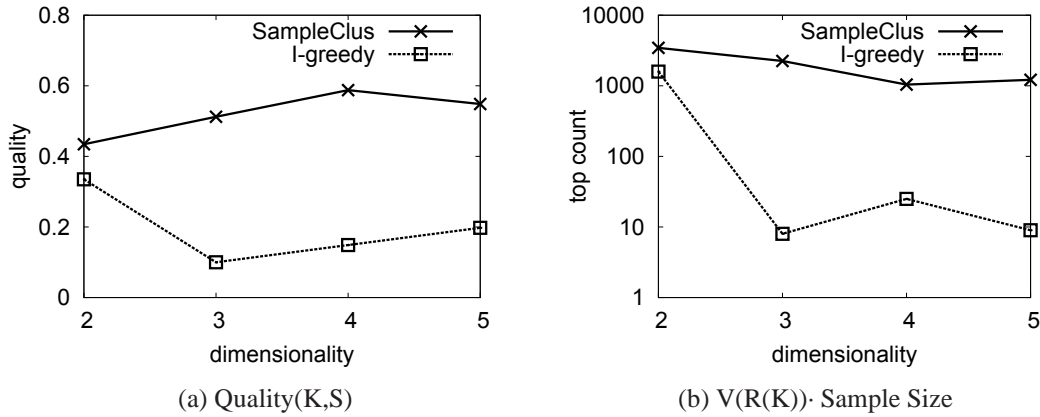 0.8
SampleClus
I-greedy
0.6
0.4
0.2
0
quality
2 3 4 5
dimensionality
(a) Quality(K,S)
10000
SampleClus
I-greedy
1000
100
10
1
top count
2 3 4 5
dimensionality
(b) V(R(K))· Sample Size